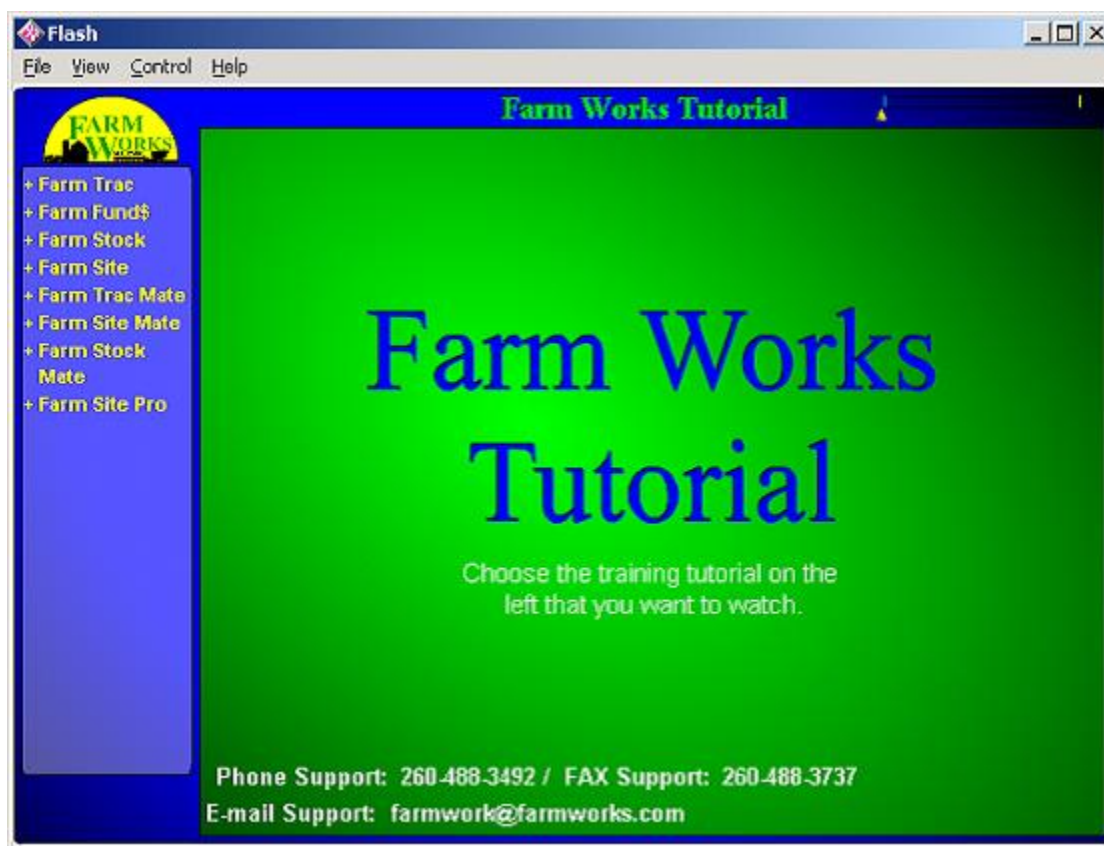 Flash
File View Control Help
Farm Works Tutorial
FARM
WORKS
+ Farm Trac
+ Farm Fund$
+ Farm Stock
+ Farm Site
+ Farm Trac Mate
+ Farm Site Mate
+ Farm Stock
Mate
+ Farm Site Pro
Farm Works
Tutorial
Choose the training tutorial on the
left that you want to watch.
Phone Support: 260-488-3492 / FAX Support: 260-488-3737
E-mail Support: farmwork@farmworks.com